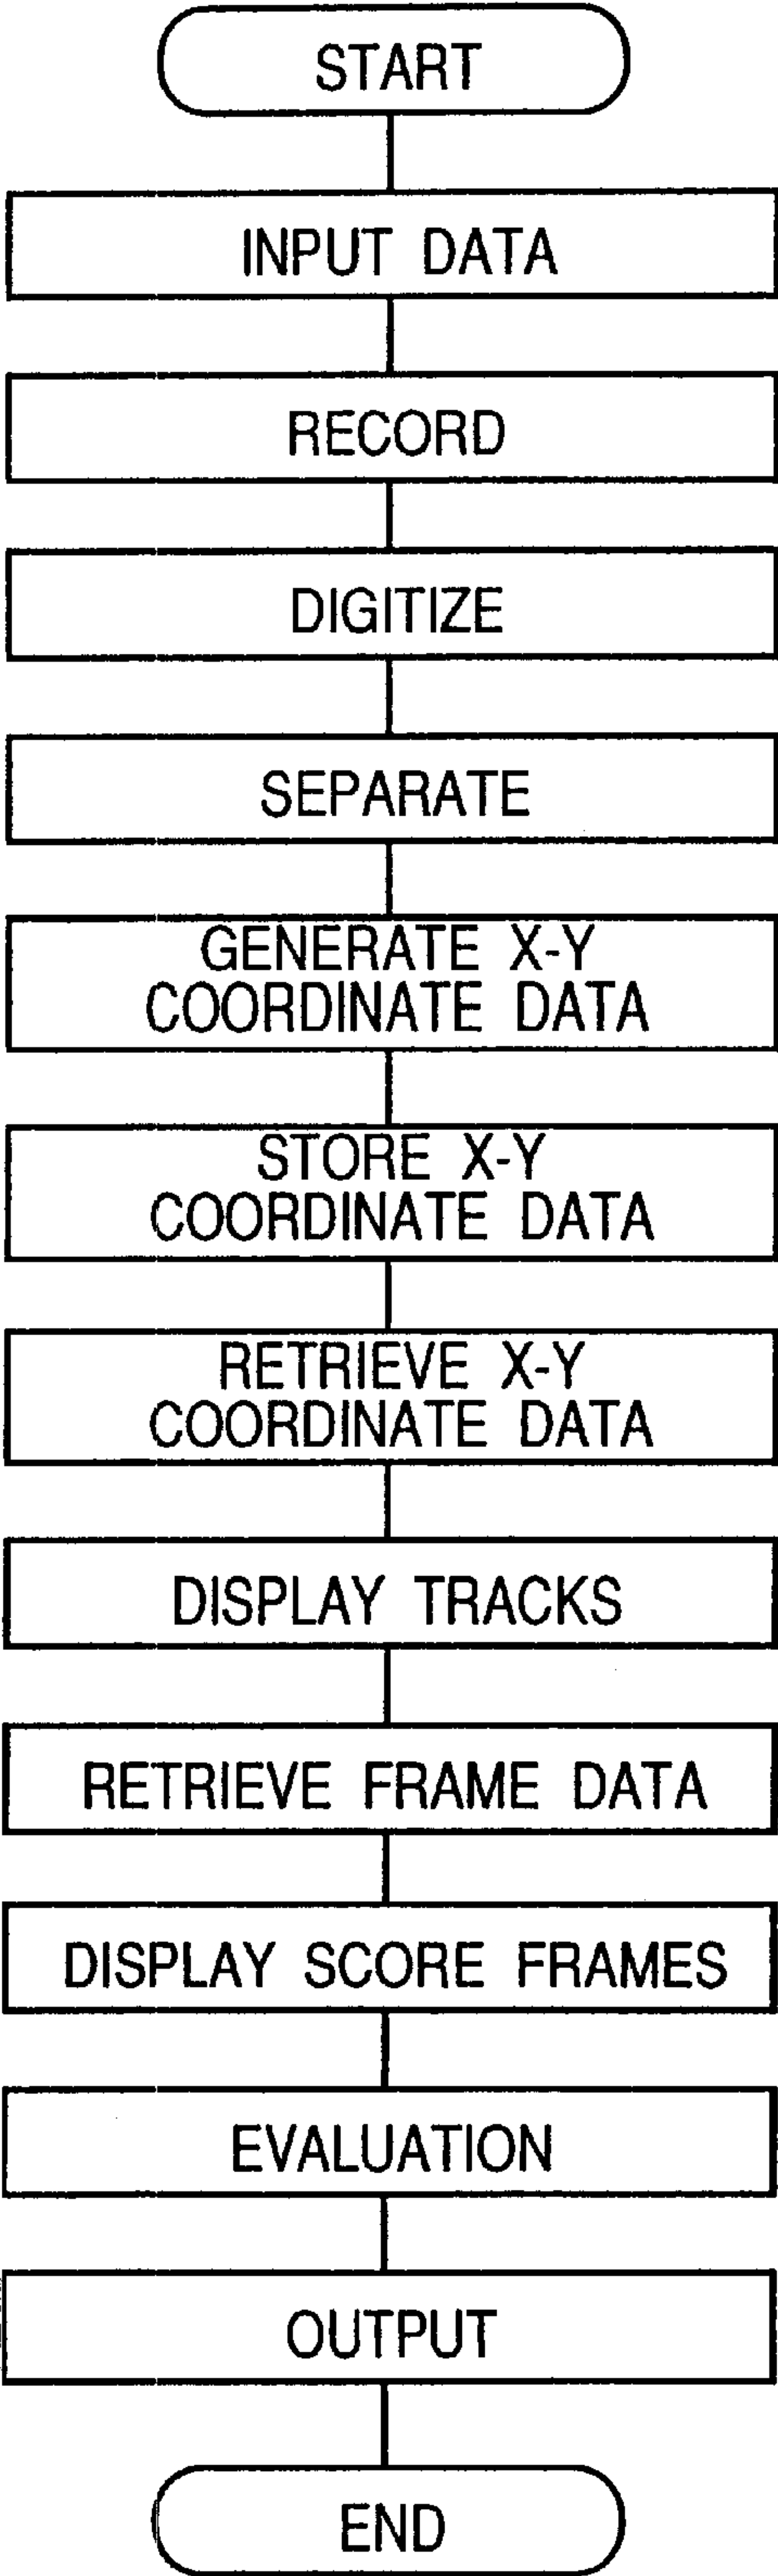 START
INPUT DATA
RECORD
DIGITIZE
SEPARATE
GENERATE X-Y
COORDINATE DATA
STORE X-Y
COORDINATE DATA
RETRIEVE X-Y
COORDINATE DATA
DISPLAY TRACKS
RETRIEVE FRAME DATA
DISPLAY SCORE FRAMES
EVALUATION
OUTPUT
END